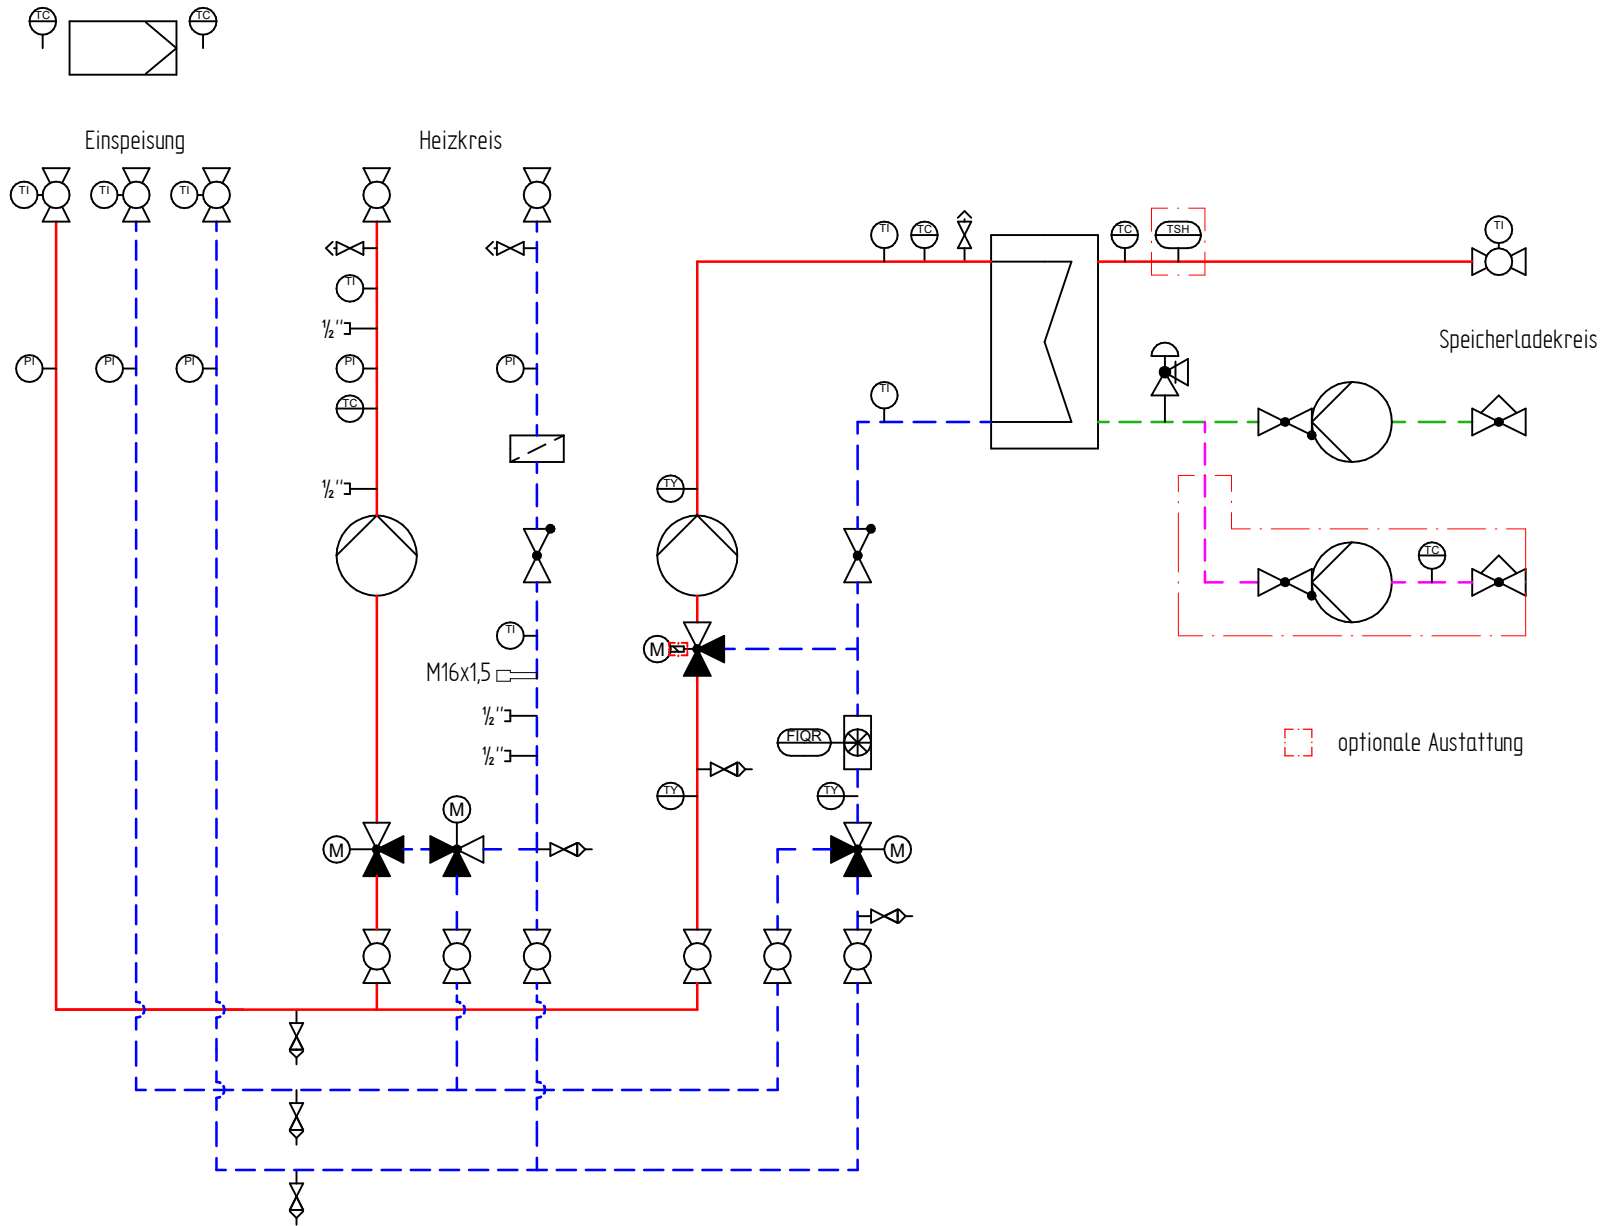 TC TC
Einspeisung Heizkreis
TI TI TI
TI TC TC TSH TI
TI
½"
Speicherladekreis
PI PI PI PI PI
TI
TC
½" TY
TC
TI
M
M16x1,5
½"
FIQR optionale Austattung
½"
TY TY
M
M M